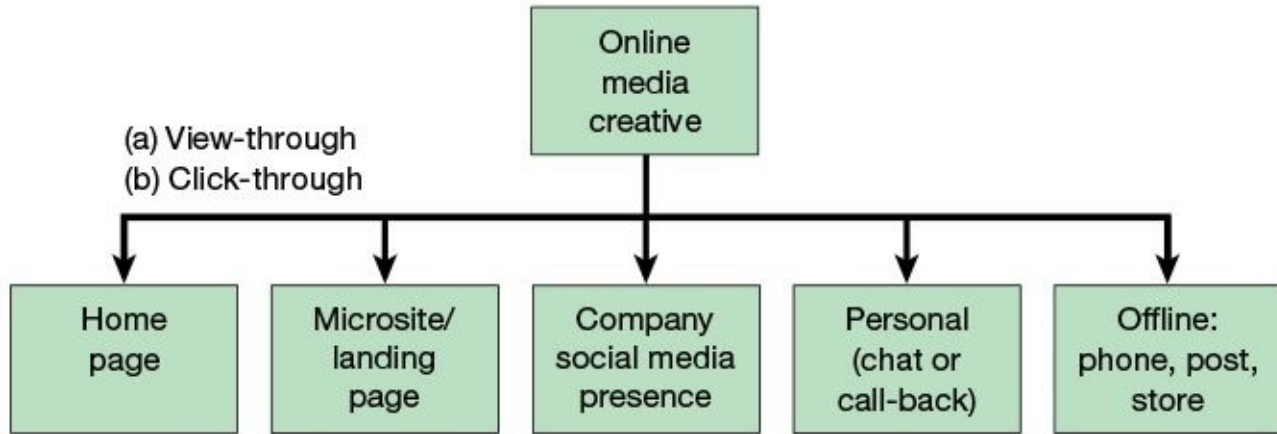 Online
media
creative
(a) View-through
(b) Click-through
Home
page
Microsite/
landing
page
Company
social media
presence
Personal
(chat or
call-back)
Offline:
phone, post,
store